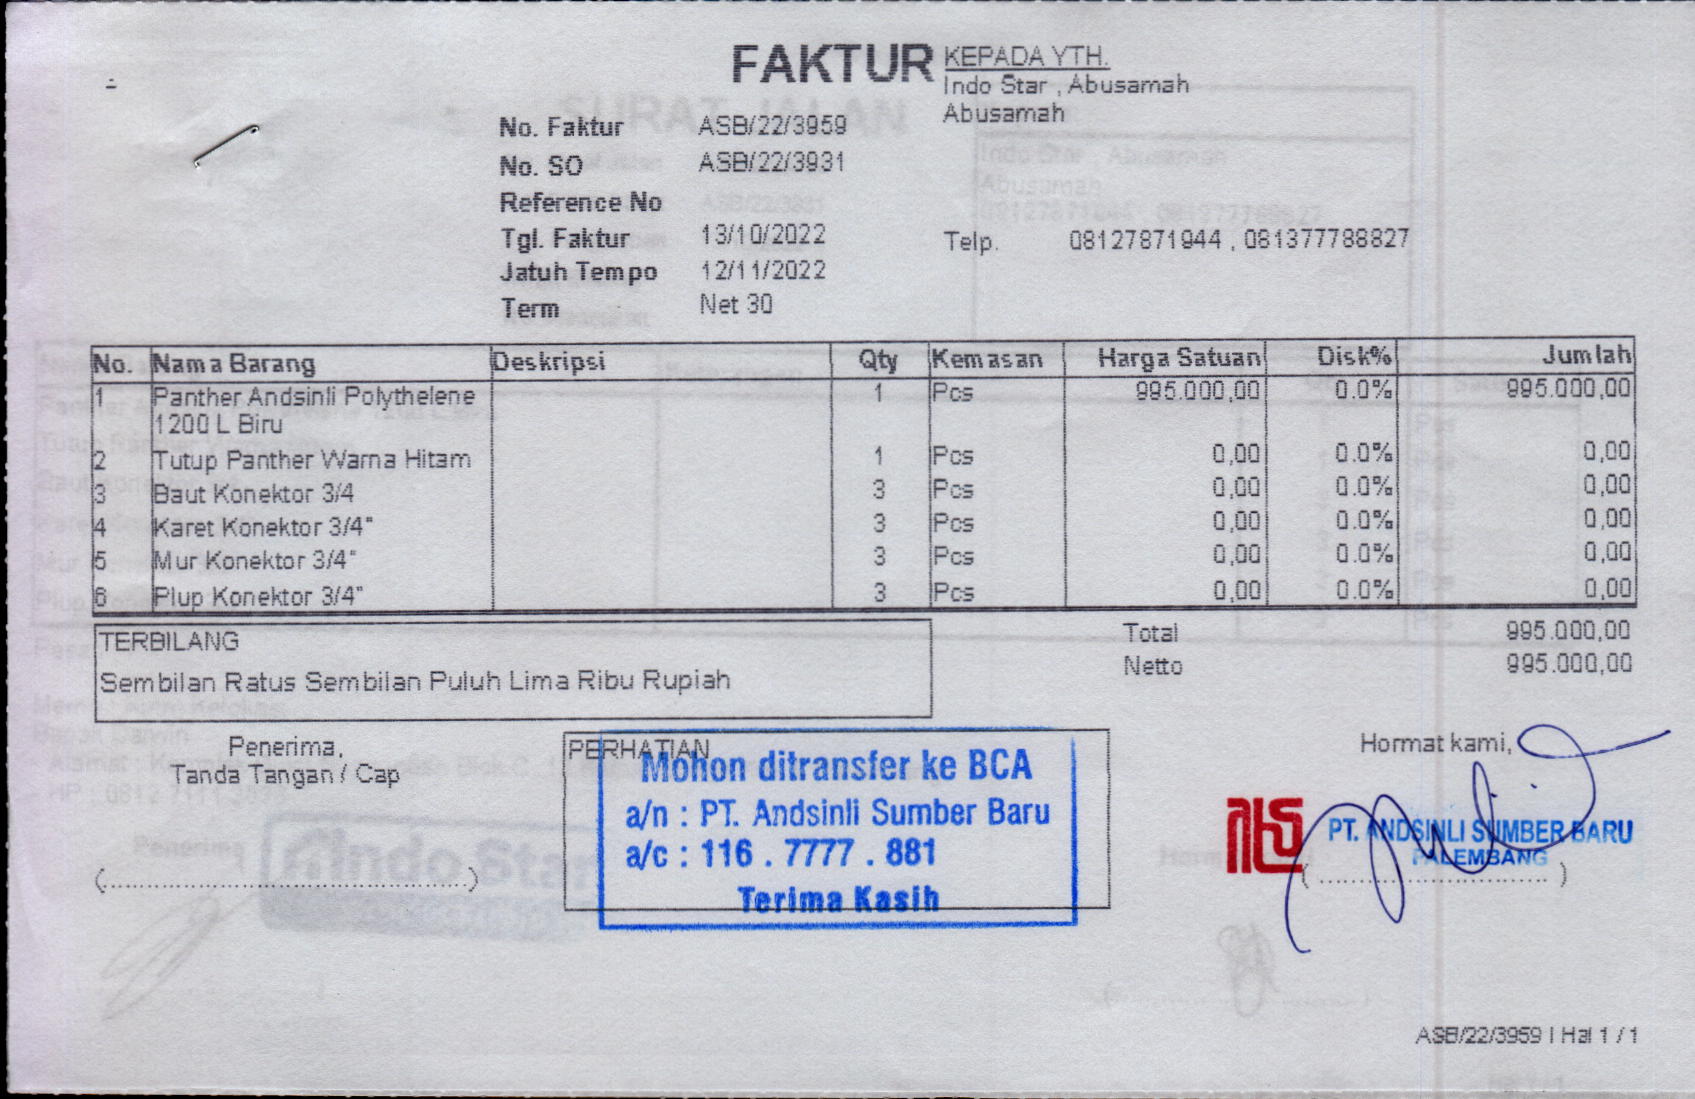 FAKTUR
KEPADA YTH.
Indo Star , Abusamah
Abusamah
No. Faktur ASB/22/3959
No. SO ASB/22/3931
Reference No
Tgl. Faktur 13/10/2022
Telp. 08127871944 , 081377788827
Jatuh Tempo 12/11/2022
Term Net 30
No. Nama Barang Deskripsi Qty Kemasan Harga Satuan Disk% Jumlah
1 Panther Andsinli Polythelene 1 Pcs 995.000,00 0.0% 995.000,00
1200 L Biru
2 Tutup Panther Warna Hitam 1 Pcs 0,00 0.0% 0,00
3 Baut Konektor 3/4 3 Pcs 0,00 0.0% 0,00
4 Karet Konektor 3/4" 3 Pcs 0,00 0.0% 0,00
5 Mur Konektor 3/4" 3 Pcs 0,00 0.0% 0,00
6 Plup Konektor 3/4" 3 Pcs 0,00 0.0% 0,00
TERBILANG
Sembilan Ratus Sembilan Puluh Lima Ribu Rupiah
Total 995.000,00
Netto 995.000,00
Penerima,
Tanda Tangan / Cap
(....................................................)
PERHATIAN
Mohon ditransfer ke BCA
a/n : PT. Andsinli Sumber Baru
a/c : 116 . 7777 . 881
Terima Kasih
Hormat kami,
PT. ANDSINLI SUMBER BARU
PALEMBANG
(..................................)
ASB/22/3959 | Hal 1 / 1
SURAT JALAN
Indo Star , Abusamah
Abusamah
Penerima
Indo Star